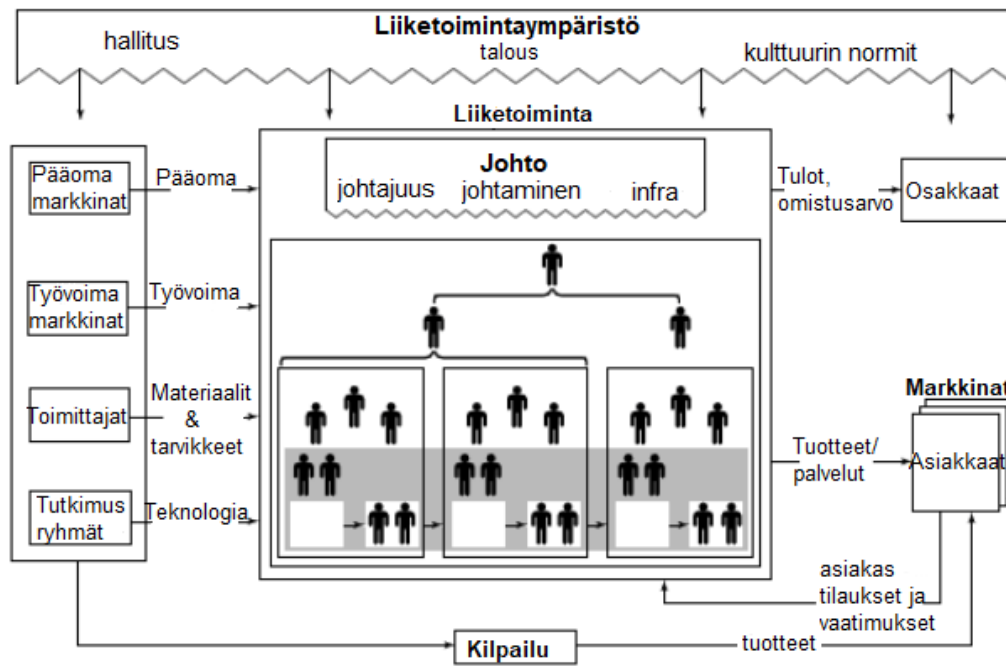 Liiketoimintaympäristö
hallitus
talous
kulttuurin normit
Liiketoiminta
Johto
johtajuus
johtaminen
infra
Pääoma
markkinat
Pääoma
Tulot,
omistusarvo
Osakkaat
Työvoima
markkinat
Työvoima
Toimittajat
Materiaalit
&
tarvikkeet
Markkinat
Tuotteet/
palvelut
Asiakkaat
Tutkimus
ryhmät
Teknologia
asiakas
tilaukset ja
vaatimukset
Kilpailu
tuotteet